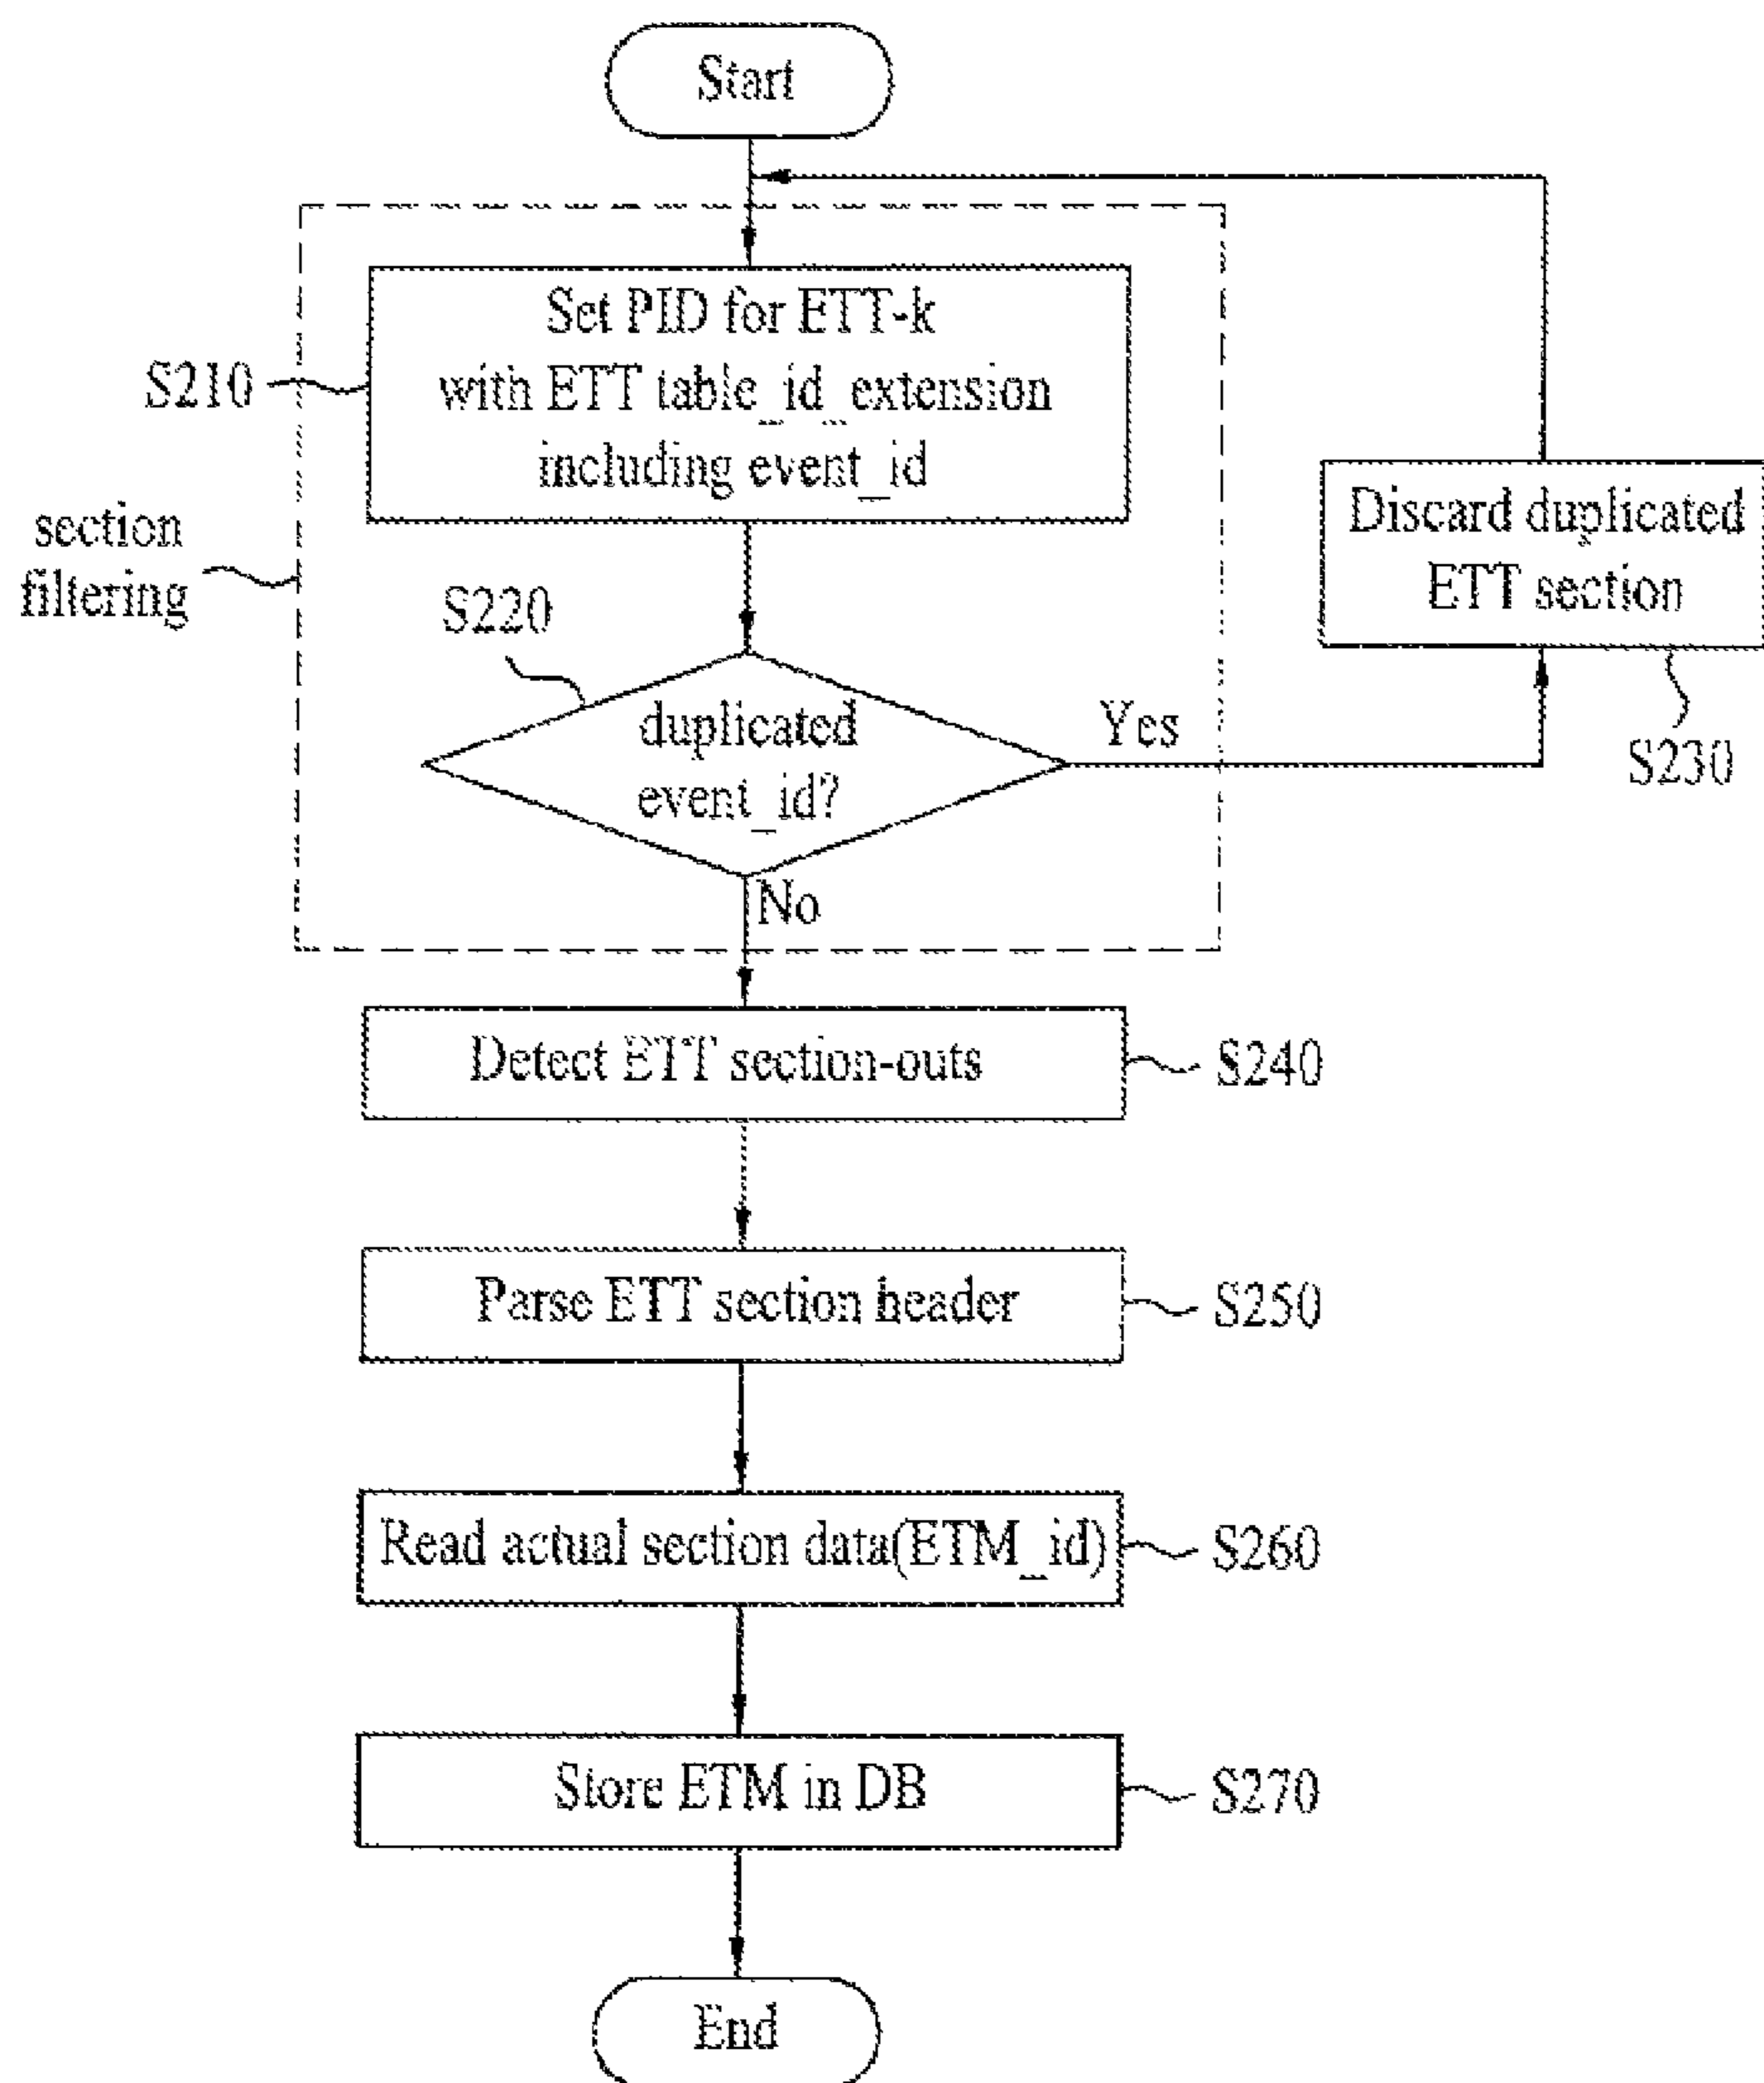 Start
Set PID for ETT-k
S210
with ETT table_id_extension
including event_id
section
filtering
Discard duplicated
ETT section
S220
duplicated
event_id?
Yes
S230
No
Detect ETT section-outs
S240
Parse ETT section header
S250
Read actual section data(ETM_id)
S260
Store ETM in DB
S270
End